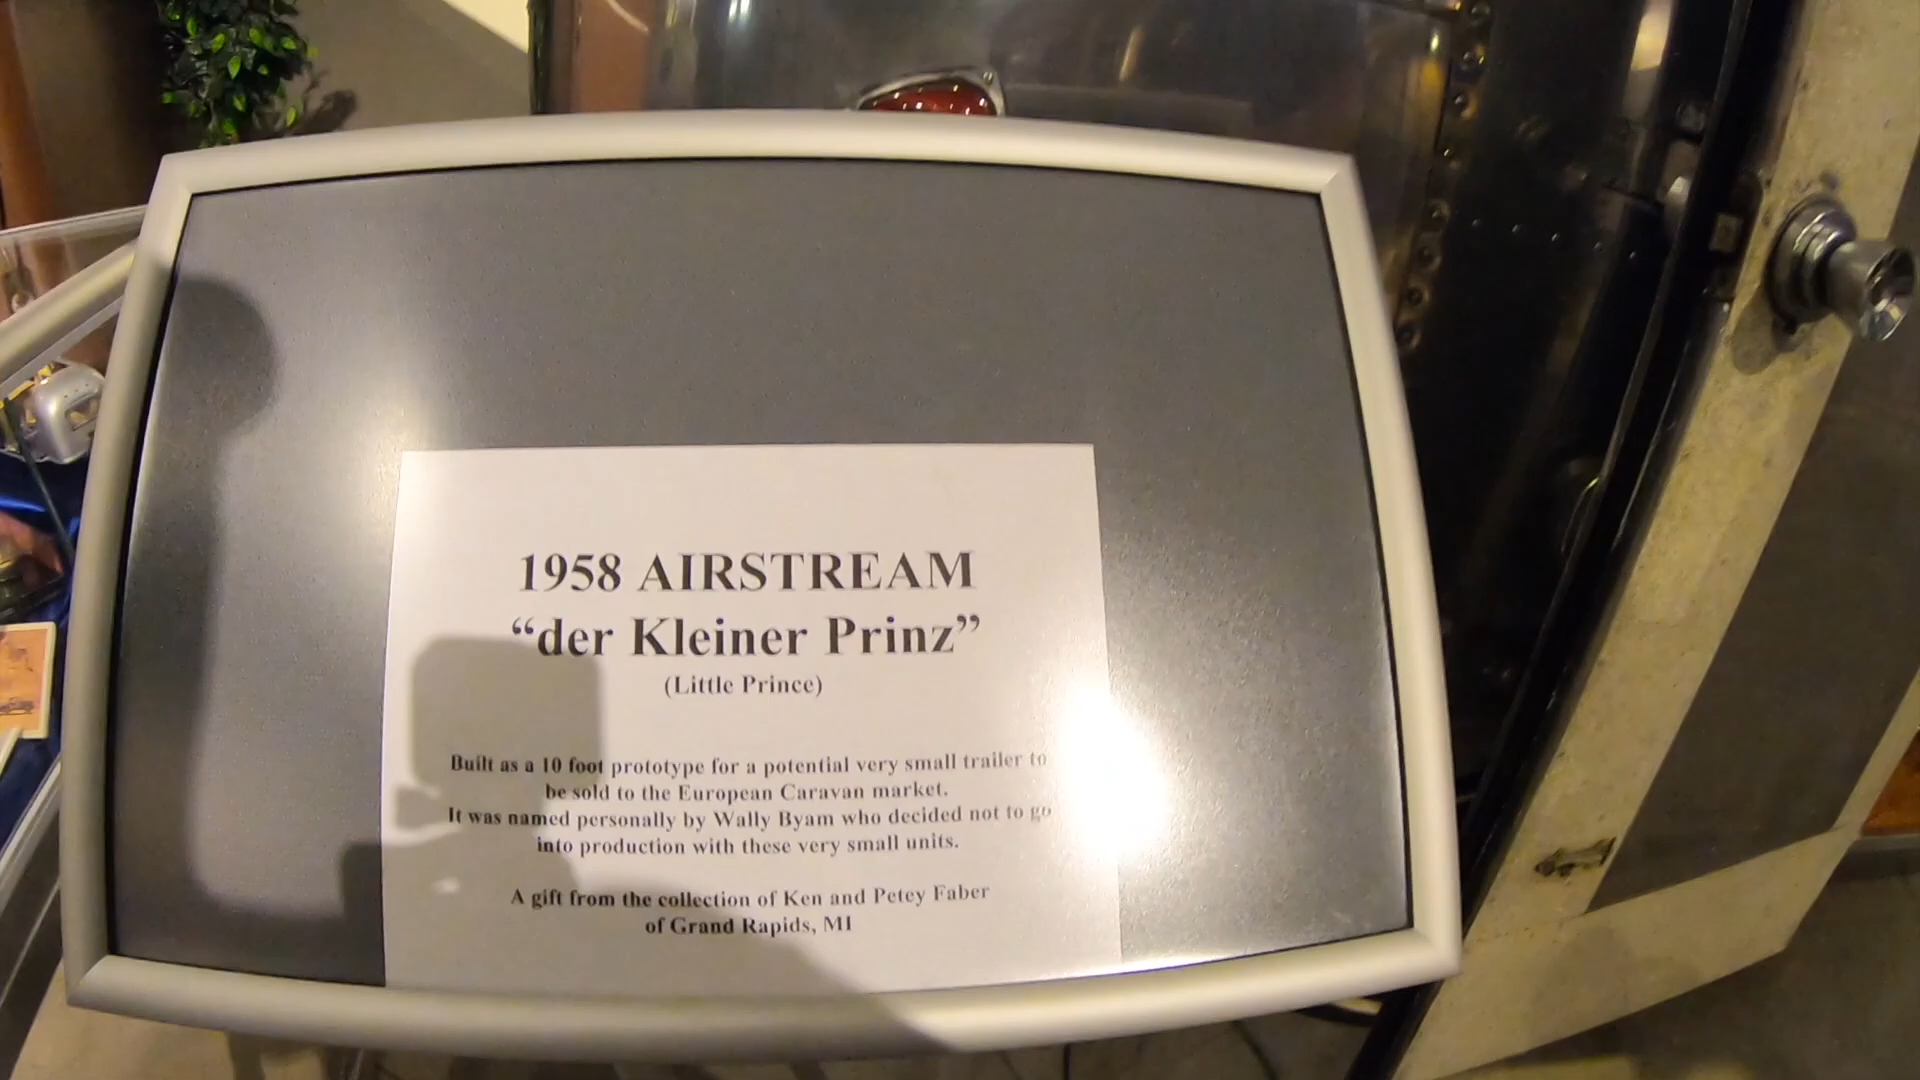 1958 AIRSTREAM
“der Kleiner Prinz”
(Little Prince)
Built as a 10 foot prototype for a potential very small trailer to
be sold to the European Caravan market.
It was named personally by Wally Byam who decided not to go
into production with these very small units.
A gift from the collection of Ken and Petey Faber
of Grand Rapids, MI